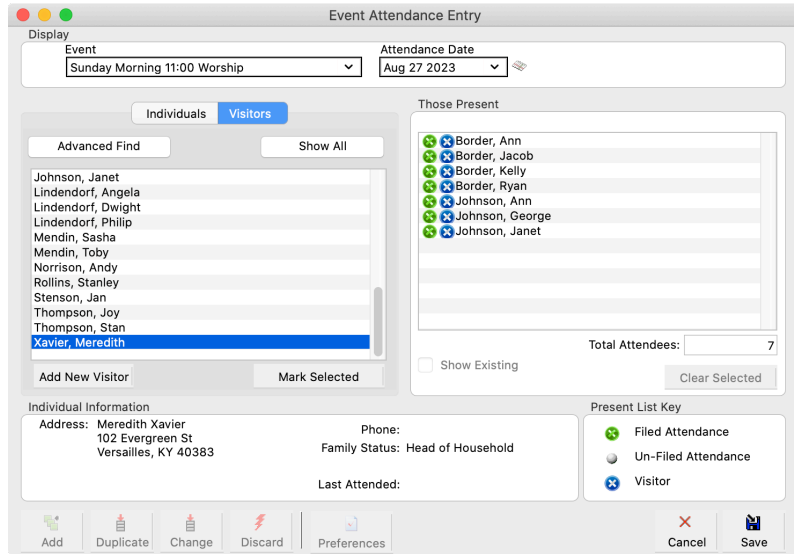 Event Attendance Entry
Display
Event
Attendance Date
Sunday Morning 11:00 Worship
Aug 27 2023
Individuals
Visitors
Advanced Find
Show All
Johnson, Janet
Lindendorf, Angela
Lindendorf, Dwight
Lindendorf, Philip
Mendin, Sasha
Mendin, Toby
Norrison, Andy
Rollins, Stanley
Stenson, Jan
Thompson, Joy
Thompson, Stan
Xavier, Meredith
Add New Visitor
Mark Selected
Those Present
Border, Ann
Border, Jacob
Border, Kelly
Border, Ryan
Johnson, Ann
Johnson, George
Johnson, Janet
Total Attendees: 7
Show Existing
Clear Selected
Individual Information
Address: Meredith Xavier
102 Evergreen St
Versailles, KY 40383
Phone:
Family Status: Head of Household
Last Attended:
Present List Key
Filed Attendance
Un-Filed Attendance
Visitor
Add
Duplicate
Change
Discard
Preferences
Cancel
Save